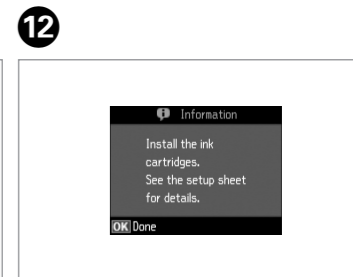 12
Information
Install the ink
cartridges.
See the setup sheet
for details.
OK Done